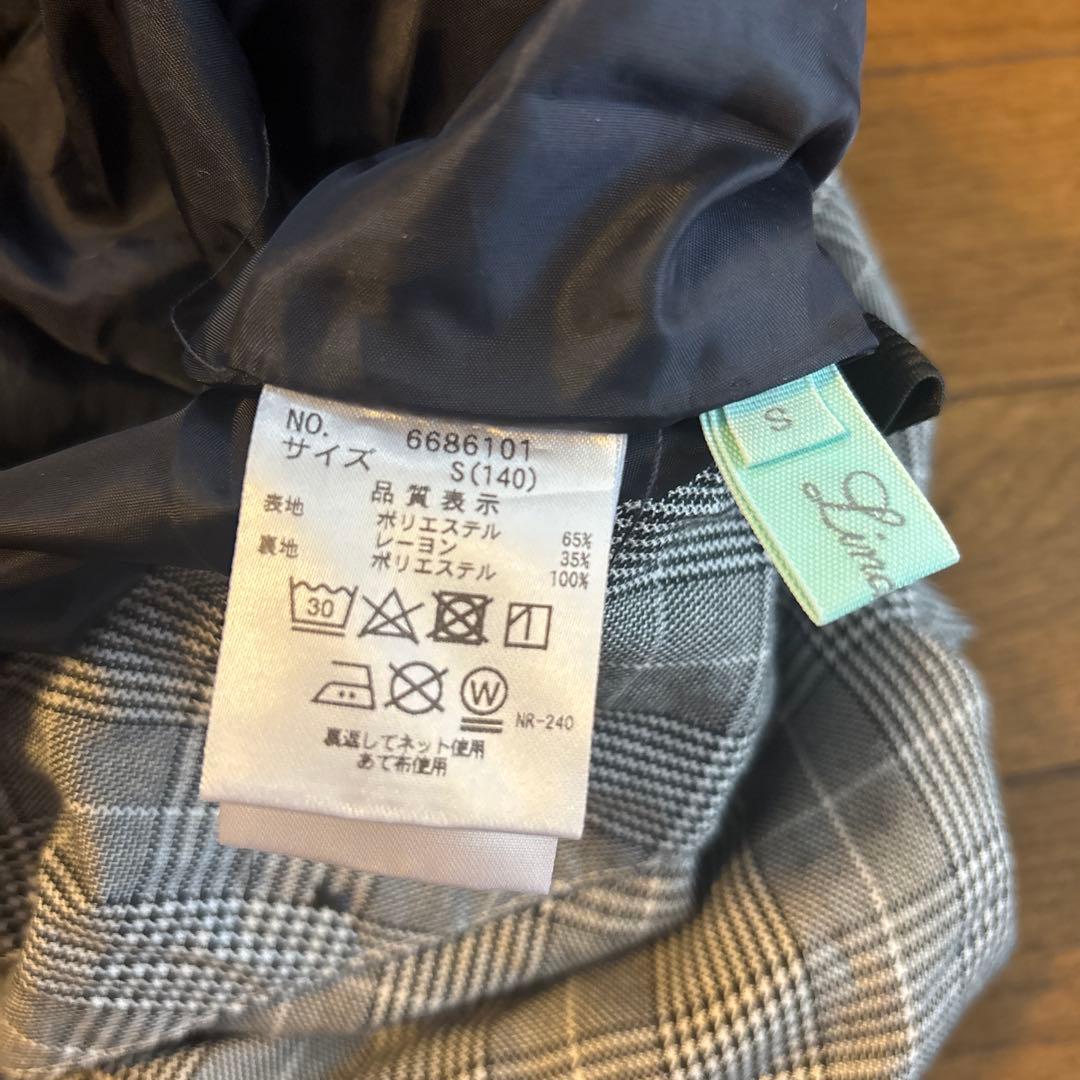 NO. 6686101
サイズ S(140)
品質表示
表地 ポリエステル 65%
レーヨン 35%
裏地 ポリエステル 100%
30
W
NR-240
裏返してネット使用
あて布使用
S